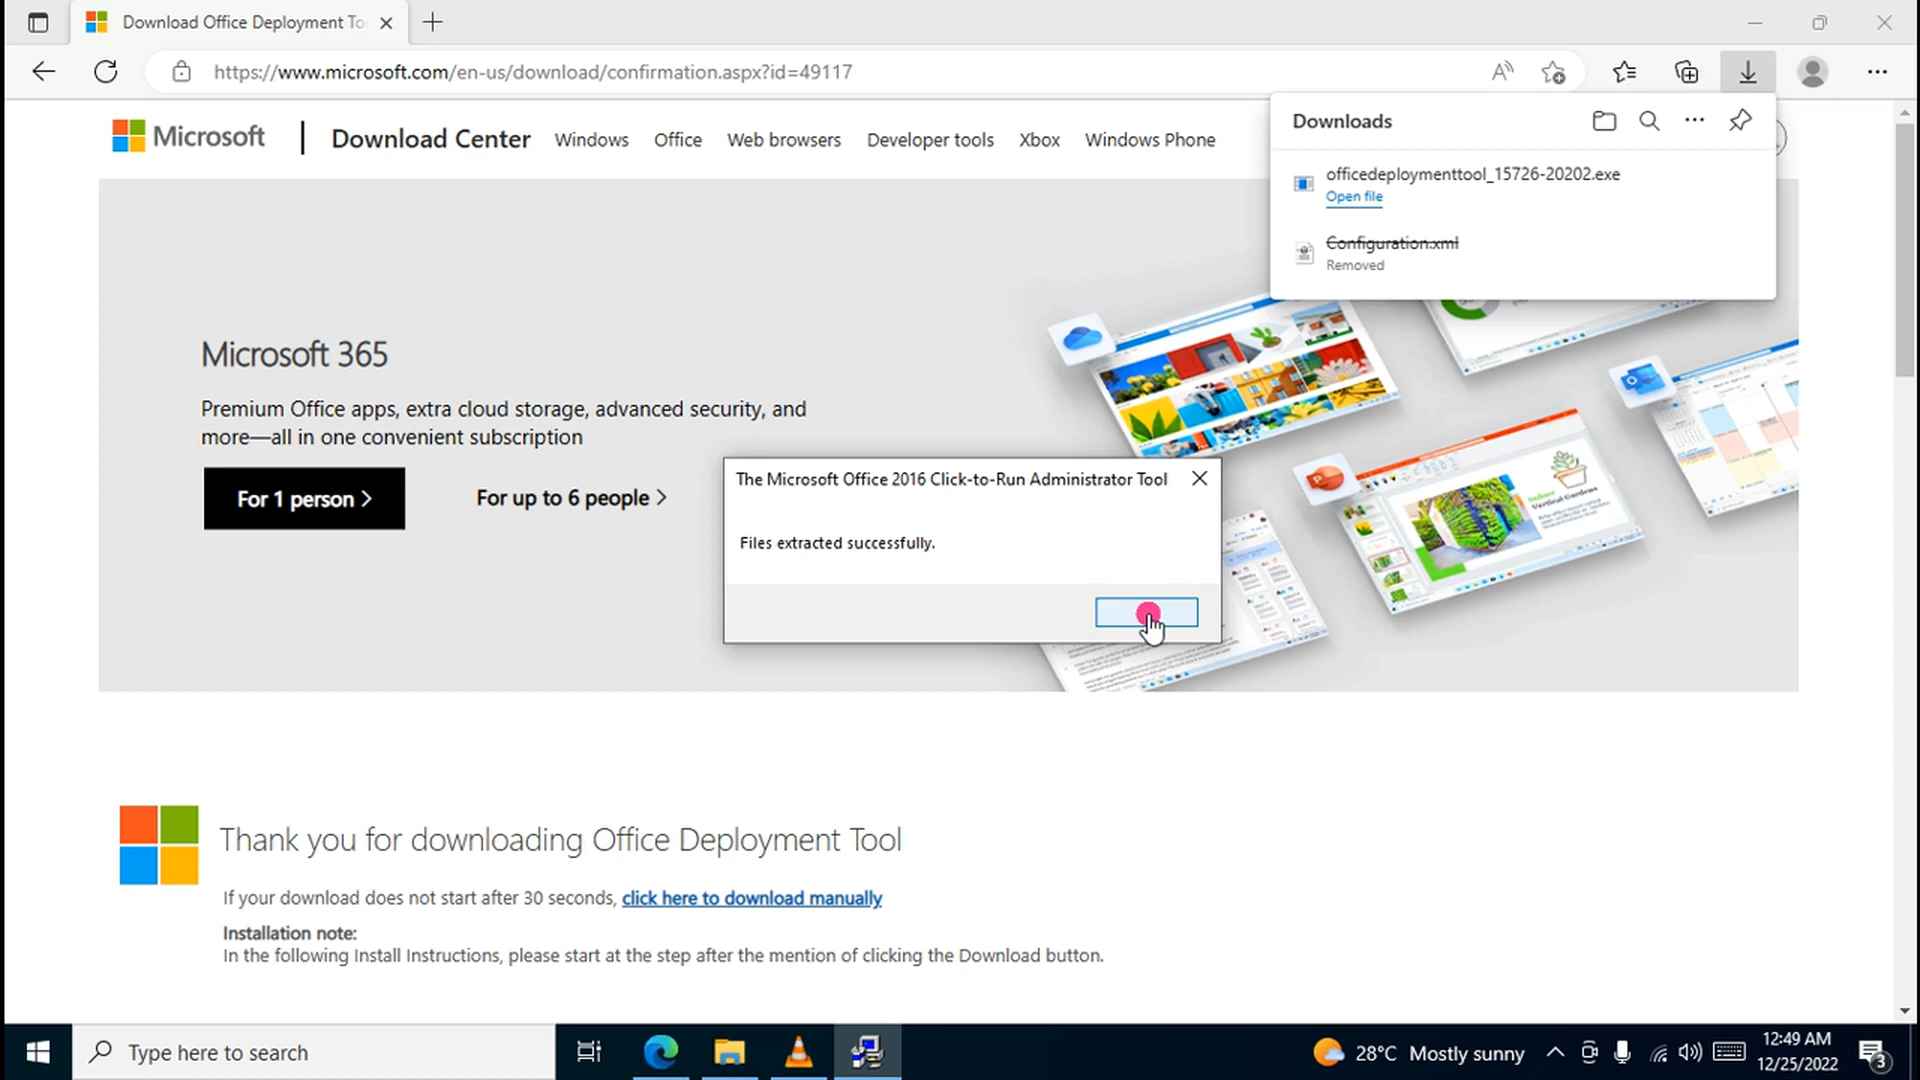 Download Office Deployment To
https://www.microsoft.com/en-us/download/confirmation.aspx?id=49117
Microsoft
Download Center
Windows
Office
Web browsers
Developer tools
Xbox
Windows Phone
Downloads
officedeploymenttool_15726-20202.exe
Open file
Configuration.xml
Removed
Microsoft 365
Premium Office apps, extra cloud storage, advanced security, and
more—all in one convenient subscription
For 1 person >
For up to 6 people >
The Microsoft Office 2016 Click-to-Run Administrator Tool
Files extracted successfully.
Indoor
Vertical Gardens
Thank you for downloading Office Deployment Tool
If your download does not start after 30 seconds, click here to download manually
Installation note:
In the following Install Instructions, please start at the step after the mention of clicking the Download button.
Type here to search
28°C Mostly sunny
12:49 AM
12/25/2022
3